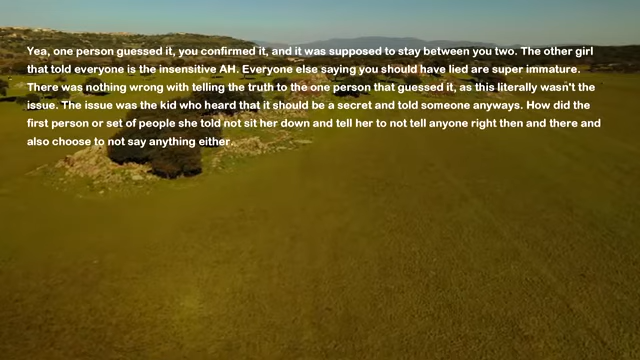 Yea, one person guessed it, you confirmed it, and it was supposed to stay between you two. The other girl
that told everyone is the insensitive AH. Everyone else saying you should have lied are super immature.
There was nothing wrong with telling the truth to the one person that guessed it, as this literally wasn't the
issue. The issue was the kid who heard that it should be a secret and told someone anyways. How did the
first person or set of people she told not sit her down and tell her to not tell anyone right then and there and
also choose to not say anything either.